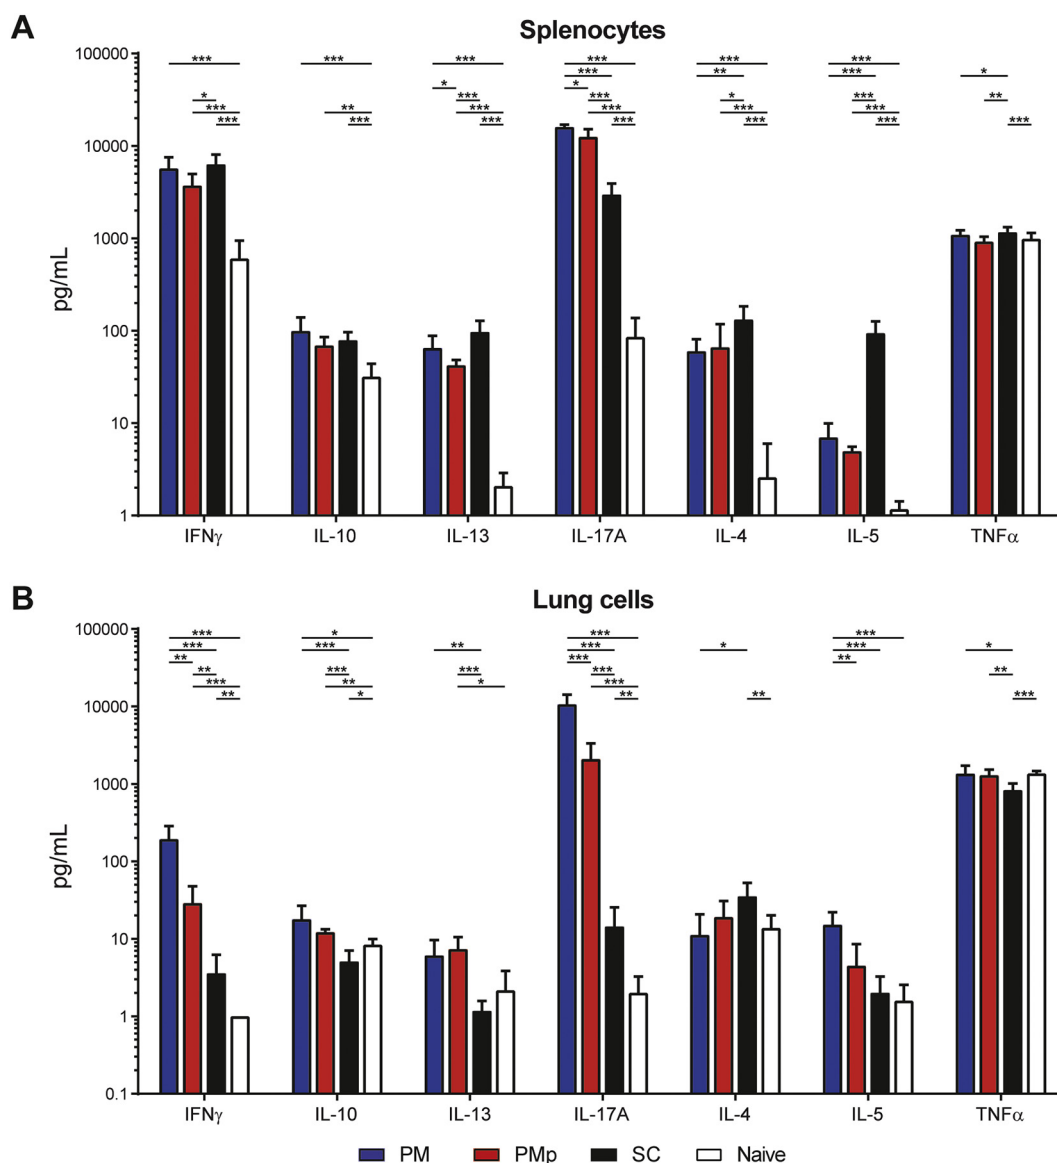 A
Splenocytes
*** *** *** *** *** *** *
*** ** ***
* * * **
* *** *** * *** **
*** ** *** *** *** ***
*** *** *** *** *** *** ***
100000
10000
1000
100
10
1
pg/mL
IFNγ IL-10 IL-13 IL-17A IL-4 IL-5 TNFα
B
Lung cells
*** * *** ***
*** *** ** *** * *** *
** *** **
** *** *** *** **
*** ** * ***
** * ** ** ***
100000
10000
1000
100
10
1
0.1
pg/mL
IFNγ IL-10 IL-13 IL-17A IL-4 IL-5 TNFα
PM PMp SC Naive